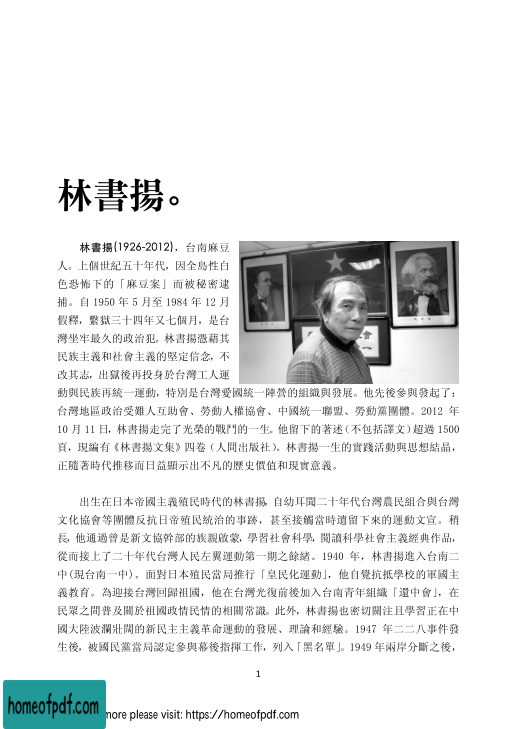 林書揚。
林書揚(1926-2012)，台南麻豆
人。上個世紀五十年代，因全島性白
色恐怖下的「麻豆案」而被秘密逮
捕。自 1950 年 5 月至 1984 年 12 月
假釋，繫獄三十四年又七個月，是台
灣坐牢最久的政治犯。林書揚憑藉其
民族主義和社會主義的堅定信念，不
改其志，出獄後再投身於台灣工人運
動與民族再統一運動，特別是台灣愛國統一陣營的組織與發展。他先後參與發起了：
台灣地區政治受難人互助會、勞動人權協會、中國統一聯盟、勞動黨團體。2012 年
10 月 11 日，林書揚走完了光榮的戰鬥的一生。他留下的著述（不包括譯文）超過 1500
頁，現編有《林書揚文集》四卷（人間出版社）。林書揚一生的實踐活動與思想結晶，
正隨著時代推移而日益顯示出不凡的歷史價值和現實意義。
出生在日本帝國主義殖民時代的林書揚，自幼耳聞二十年代台灣農民組合與台灣
文化協會等團體反抗日帝殖民統治的事跡，甚至接觸當時遺留下來的運動文宣。稍
長，他通過曾是新文協幹部的族親啟蒙，學習社會科學，閱讀科學社會主義經典作品，
從而接上了二十年代台灣人民左翼運動第一期之餘緒。1940 年，林書揚進入台南二
中(現台南一中)。面對日本殖民當局推行「皇民化運動」，他自覺抗抵學校的軍國主
義教育。為迎接台灣回歸祖國，他在台灣光復前後加入台南青年組織「還中會」，在
民眾之間普及關於祖國政情民情的相關常識。此外，林書揚也密切關注且學習正在中
國大陸波瀾壯闊的新民主主義革命運動的發展、理論和經驗。1947 年二二八事件發
生後，被國民黨當局認定參與幕後指揮工作，列入「黑名單」。1949 年兩岸分斷之後，
1
homeofpdf.com
more please visit: https://homeofpdf.com